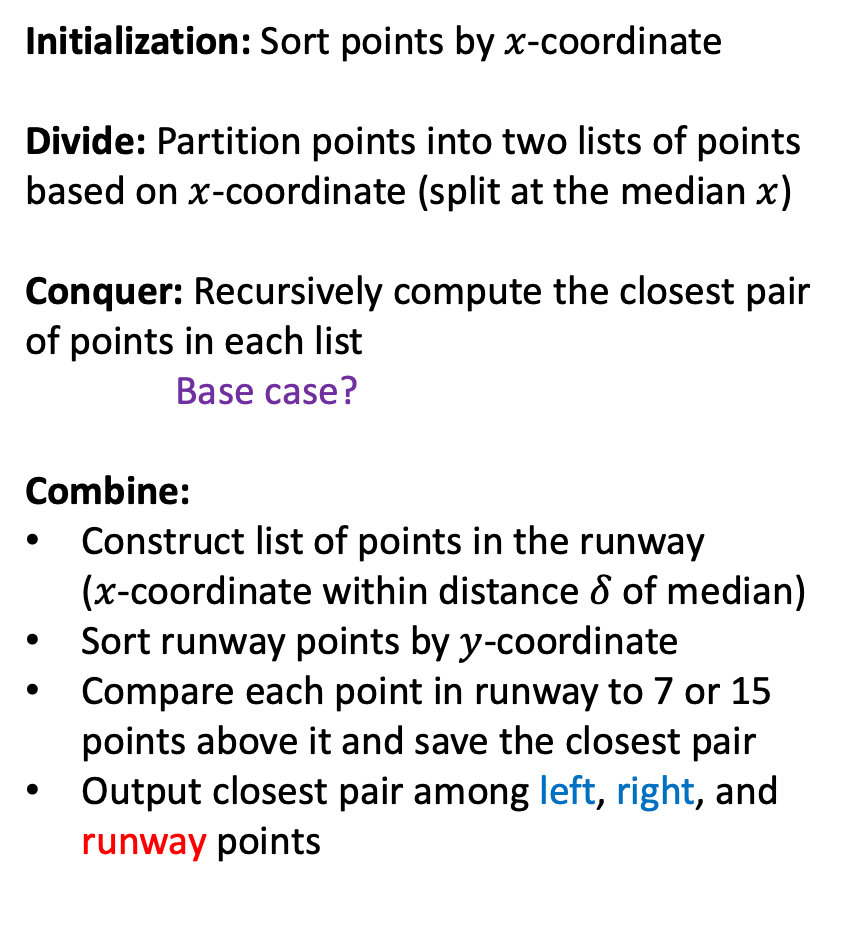 Initialization: Sort points by x-coordinate
Divide: Partition points into two lists of points
based on x-coordinate (split at the median x)
Conquer: Recursively compute the closest pair
of points in each list
Base case?
Combine:
• Construct list of points in the runway
(x-coordinate within distance δ of median)
• Sort runway points by y-coordinate
• Compare each point in runway to 7 or 15
points above it and save the closest pair
• Output closest pair among left, right, and
runway points